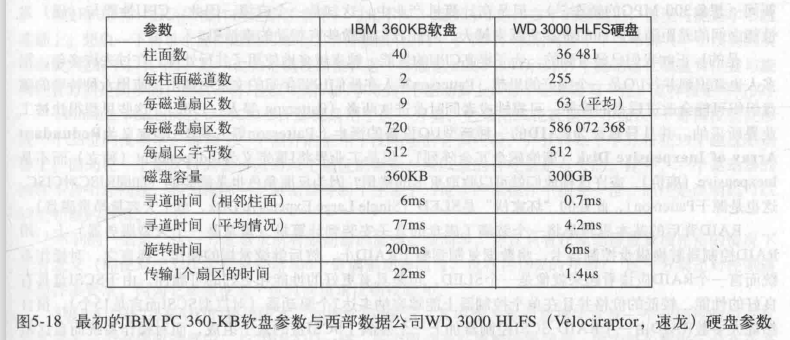 参数 IBM 360KB软盘 WD 3000 HLFS硬盘
柱面数 40 36 481
每柱面磁道数 2 255
每磁道扇区数 9 63（平均）
每磁盘扇区数 720 586 072 368
每扇区字节数 512 512
磁盘容量 360KB 300GB
寻道时间（相邻柱面） 6ms 0.7ms
寻道时间（平均情况） 77ms 4.2ms
旋转时间 200ms 6ms
传输1个扇区的时间 22ms 1.4μs
图5-18 最初的IBM PC 360-KB软盘参数与西部数据公司WD 3000 HLFS（Velociraptor，速龙）硬盘参数